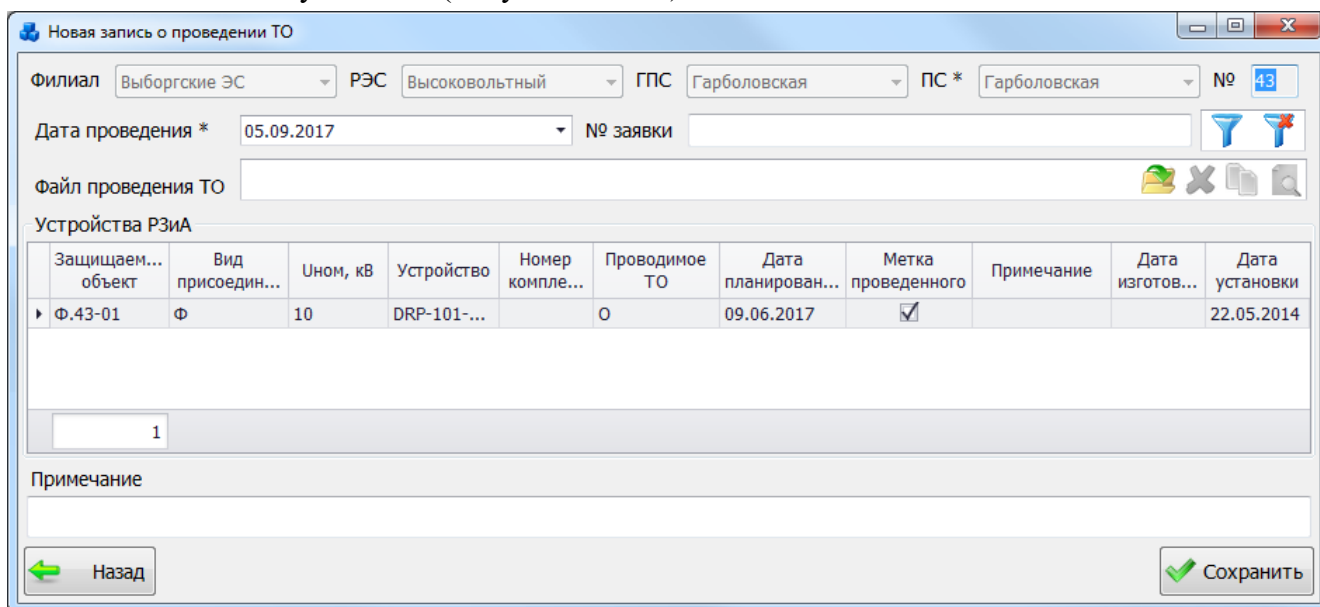 Новая запись о проведении ТО
Филиал Выборгские ЭС РЭС Высоковольтный ГПС Гарболовская ПС * Гарболовская № 43
Дата проведения * 05.09.2017 № заявки
Файл проведения ТО
Устройства РЗиА
Защищаем... Вид Uном, кВ Устройство Номер Проводимое Дата Метка Примечание Дата Дата
объект присоедин... компле... ТО планирован... проведенного изготов... установки
Ф.43-01 Ф 10 DRP-101-... О 09.06.2017 22.05.2014
1
Примечание
Назад Сохранить